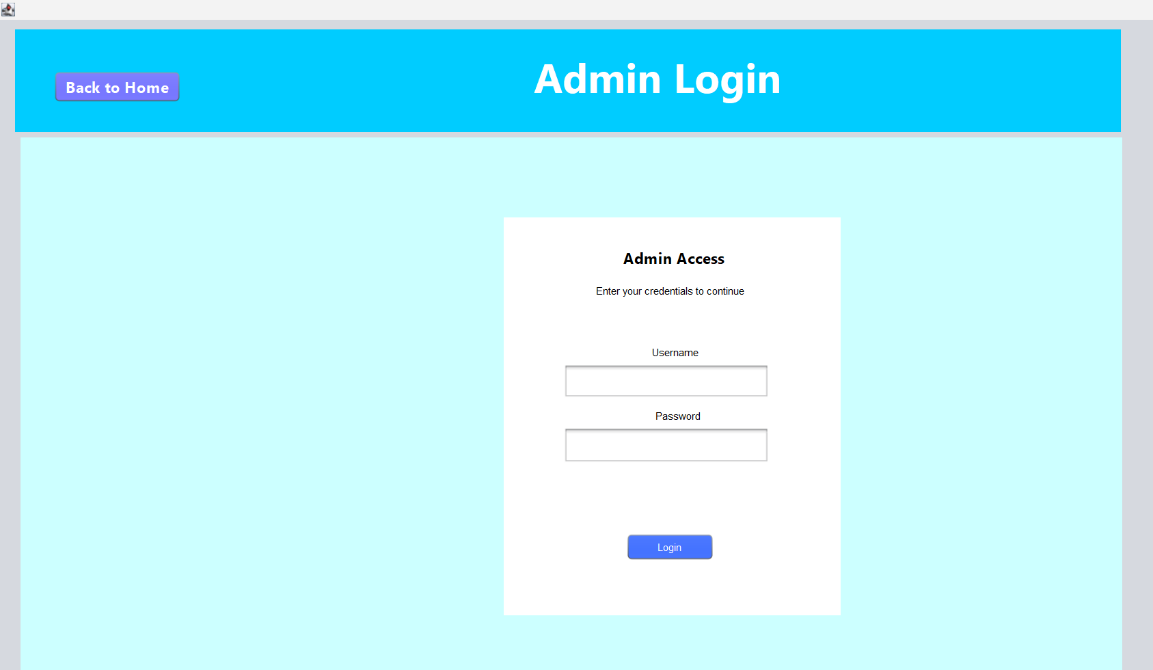 Back to Home
Admin Login
Admin Access
Enter your credentials to continue
Username
Password
Login